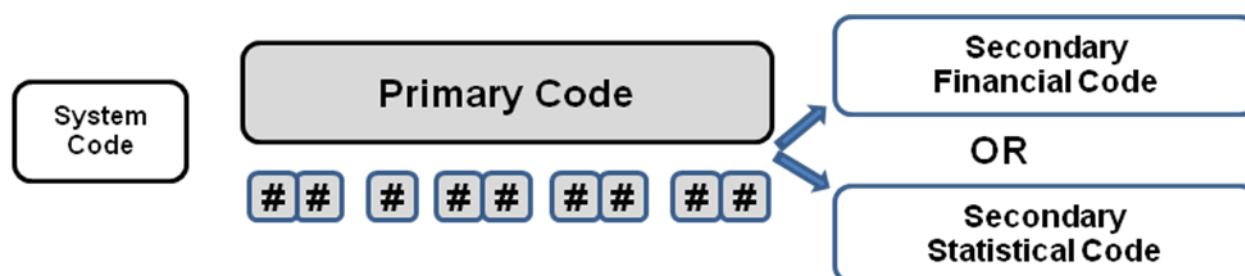 System
Code
Primary Code
# # # # # # # # #
Secondary
Financial Code
OR
Secondary
Statistical Code